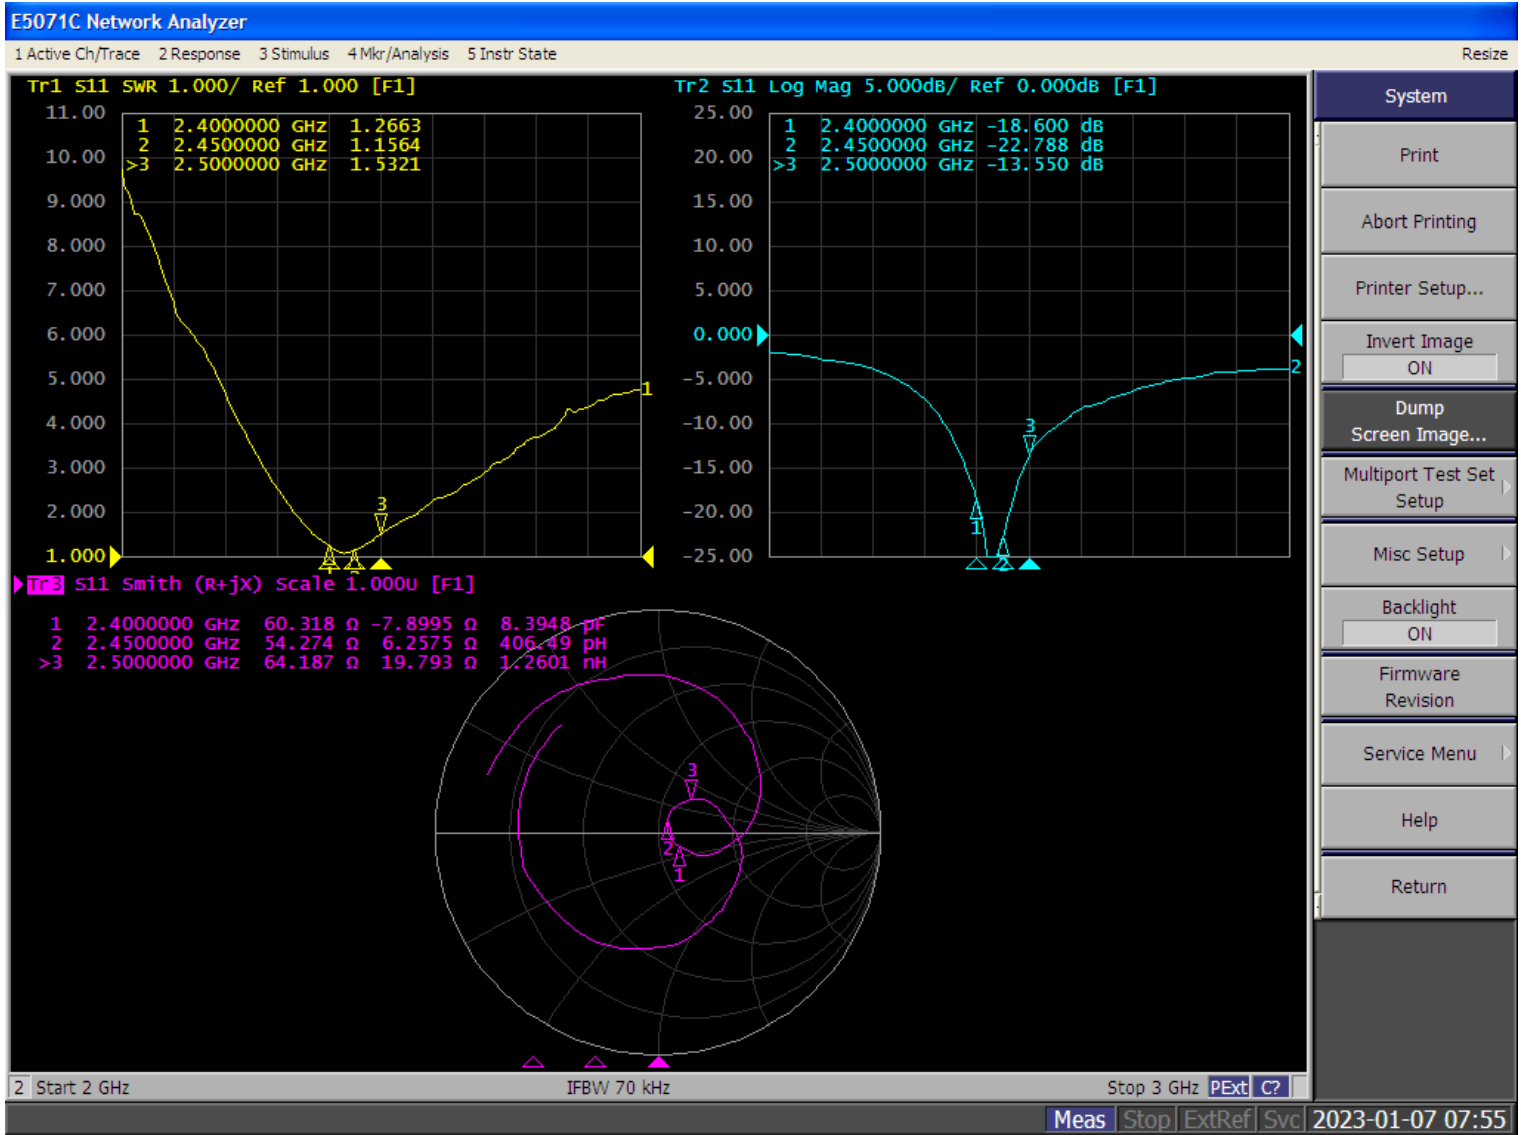 E5071C Network Analyzer
1 Active Ch/Trace 2 Response 3 Stimulus 4 Mkr/Analysis 5 Instr State Resize
Tr1 S11 SWR 1.000/ Ref 1.000 [F1]
11.00
10.00
9.000
8.000
7.000
6.000
5.000
4.000
3.000
2.000
1.000
1 2.4000000 GHz 1.2663
2 2.4500000 GHz 1.1564
>3 2.5000000 GHz 1.5321
3
1
Tr2 S11 Log Mag 5.000dB/ Ref 0.000dB [F1]
25.00
20.00
15.00
10.00
5.000
0.000
-5.000
-10.00
-15.00
-20.00
-25.00
1 2.4000000 GHz -18.600 dB
2 2.4500000 GHz -22.788 dB
>3 2.5000000 GHz -13.550 dB
2
3
1
2
Tr3 S11 Smith (R+jX) Scale 1.000U [F1]
1 2.4000000 GHz 60.318 Ω -7.8995 Ω 8.3948 pF
2 2.4500000 GHz 54.274 Ω 6.2575 Ω 406.49 pH
>3 2.5000000 GHz 64.187 Ω 19.793 Ω 1.2601 nH
3
2
1
2 Start 2 GHz IFBW 70 kHz Stop 3 GHz PExt C?
Meas Stop ExtRef Svc 2023-01-07 07:55
System
Print
Abort Printing
Printer Setup...
Invert Image
ON
Dump
Screen Image...
Multiport Test Set
Setup
Misc Setup
Backlight
ON
Firmware
Revision
Service Menu
Help
Return